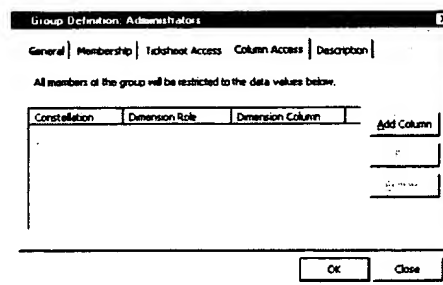 Group Definition: Administrators
General Membership Ticksheet Access Column Access Description
All members of the group will be restricted to the data values below.
Constellation Dimension Role Dimension Column
Add Column
OK Close